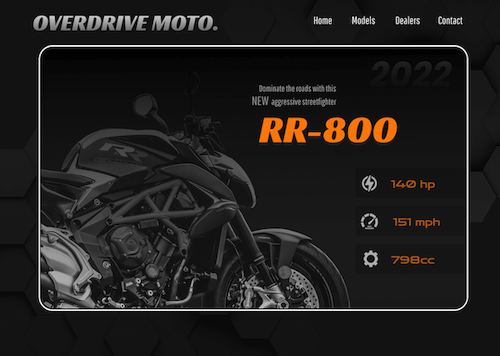 OVERDRIVE MOTO.
Home Models Dealers Contact
2022
Dominate the roads with this
NEW aggressive streetfighter
RR-800
RR
140 hp
151 mph
798cc